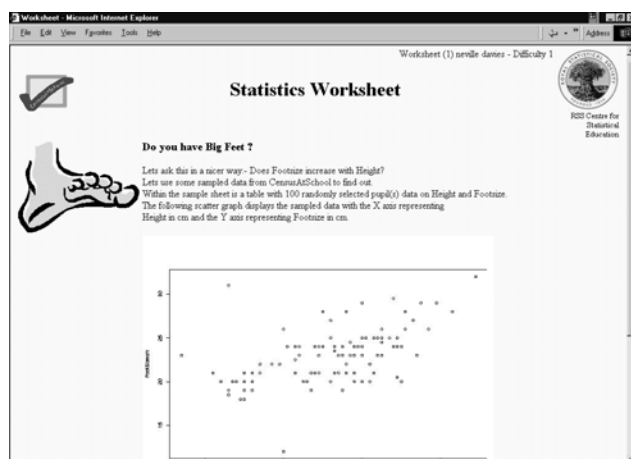 Worksheet - Microsoft Internet Explorer
File Edit View Favorites Tools Help
Address
Worksheet (1) neville davies - Difficulty 1
Statistics Worksheet
RSS Centre for
Statistical
Education
Do you have Big Feet ?
Lets ask this in a nicer way:- Does Footsize increase with Height?
Lets use some sampled data from CensusAtSchool to find out.
Within the sample sheet is a table with 100 randomly selected pupil(s) data on Height and Footsize.
The following scatter graph displays the sampled data with the X axis representing
Height in cm and the Y axis representing Footsize in cm.
30
25
20
15